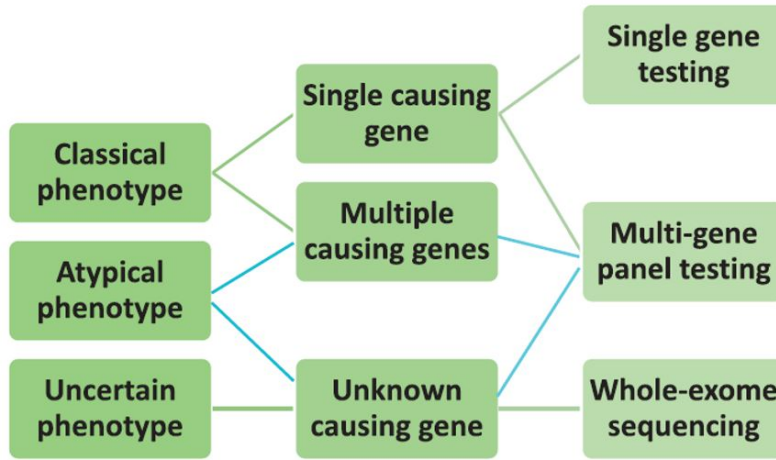 Classical
phenotype
Atypical
phenotype
Uncertain
phenotype
Single causing
gene
Multiple
causing genes
Unknown
causing gene
Single gene
testing
Multi-gene
panel testing
Whole-exome
sequencing